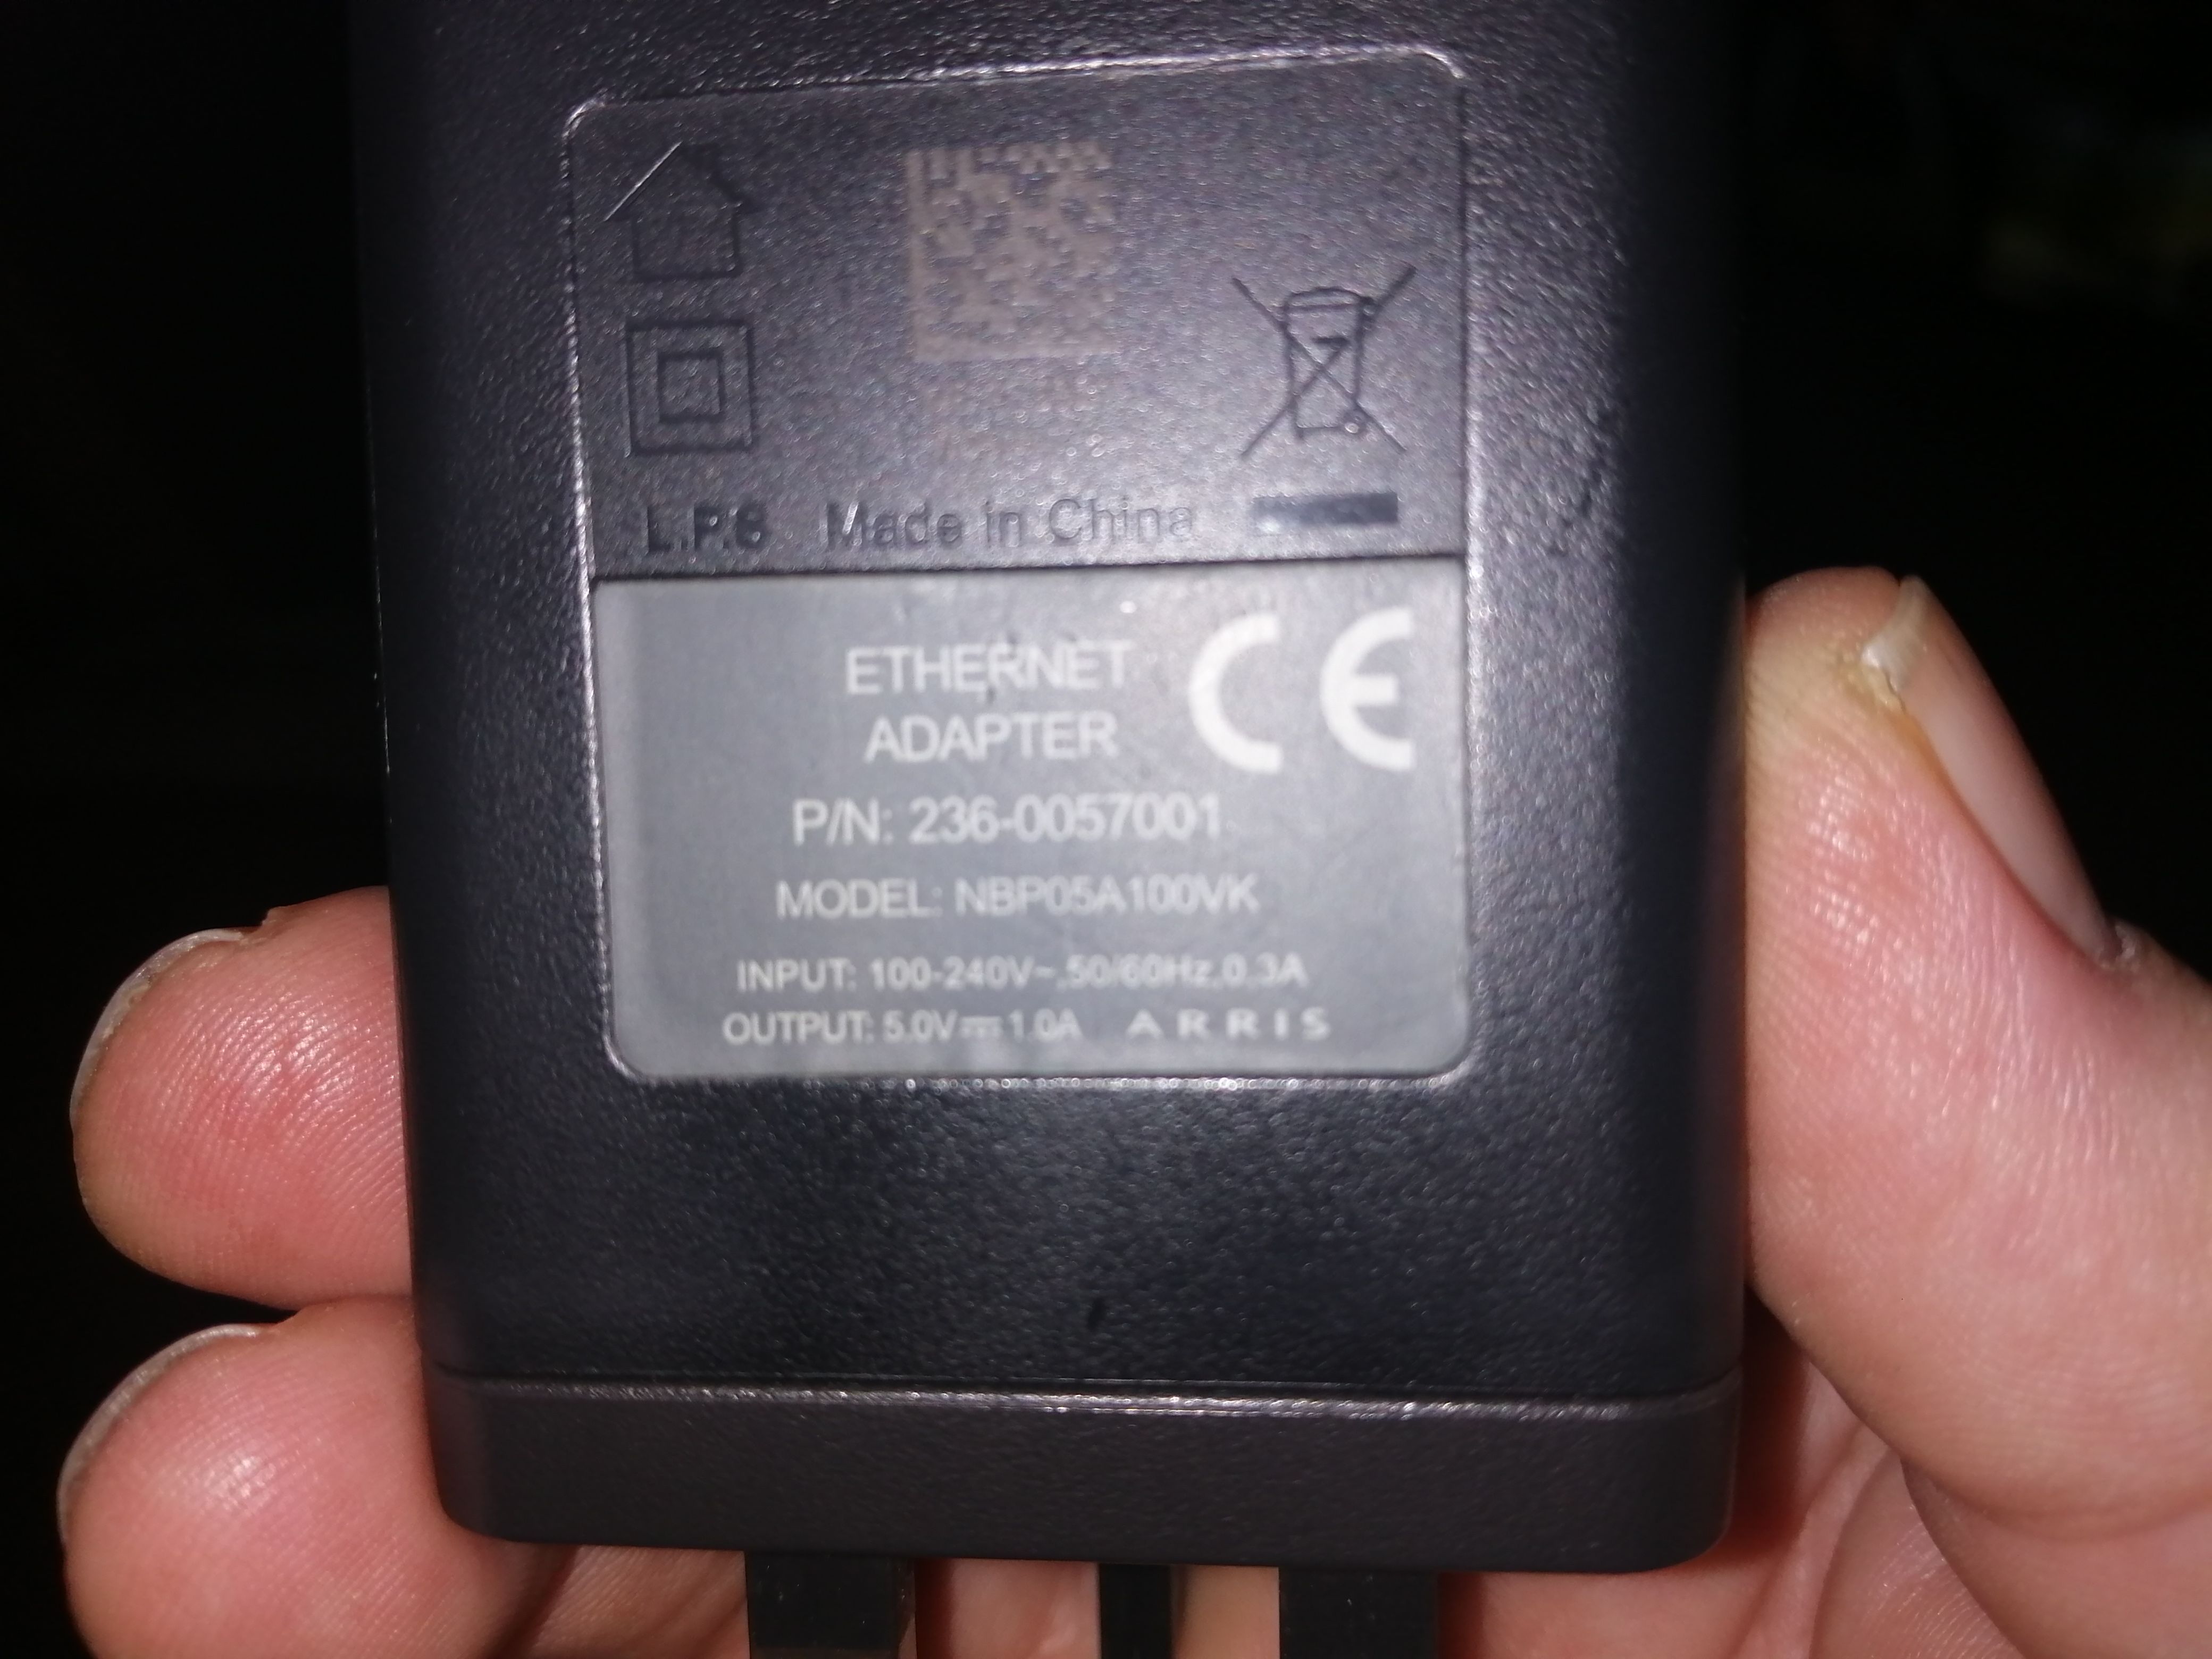 L.P.S Made in China
ETHERNET
ADAPTER
CE
P/N: 236-0057001
MODEL: NBP05A100VK
INPUT: 100-240V~,50/60Hz,0.3A
OUTPUT: 5.0V⎓1.0A ARRIS